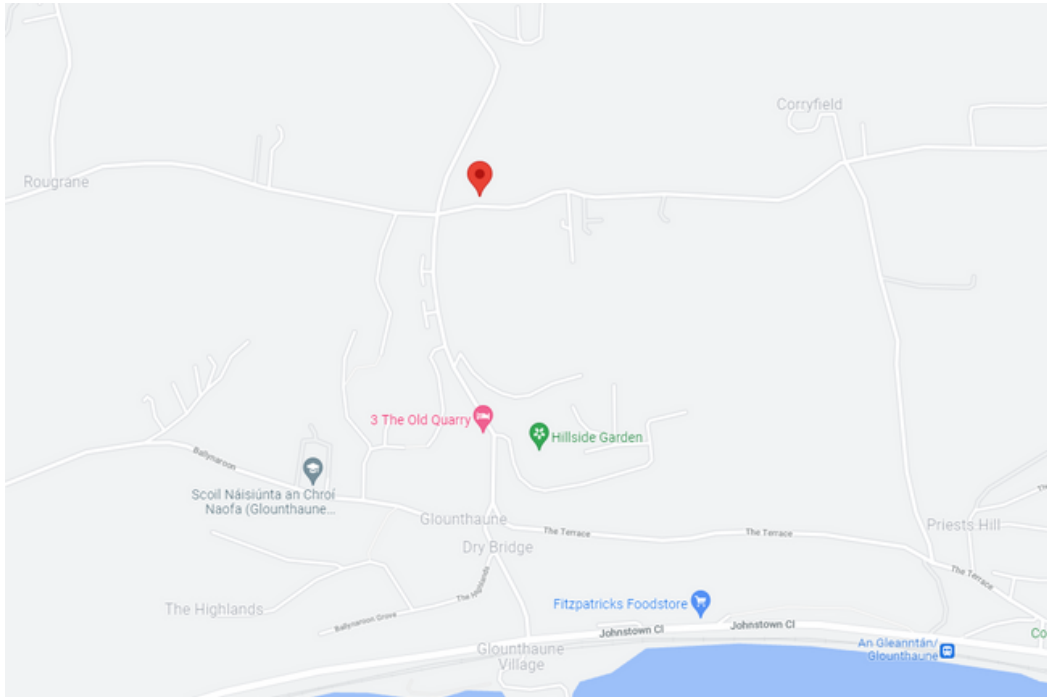 Corryfield
Rougrane
3 The Old Quarry
Hillside Garden
Ballynaroon
Scoil Náisiúnta an Chroí
Naofa (Glounthaune...
Glounthaune
The Terrace
The Terrace
Priests Hill
Dry Bridge
The Terrace
The Highlands
The Highlands
Fitzpatricks Foodstore
Ballynaroon Grove
Johnstown Cl
Johnstown Cl
Glounthaune
Village
An Gleanntán/
Glounthaune
Co